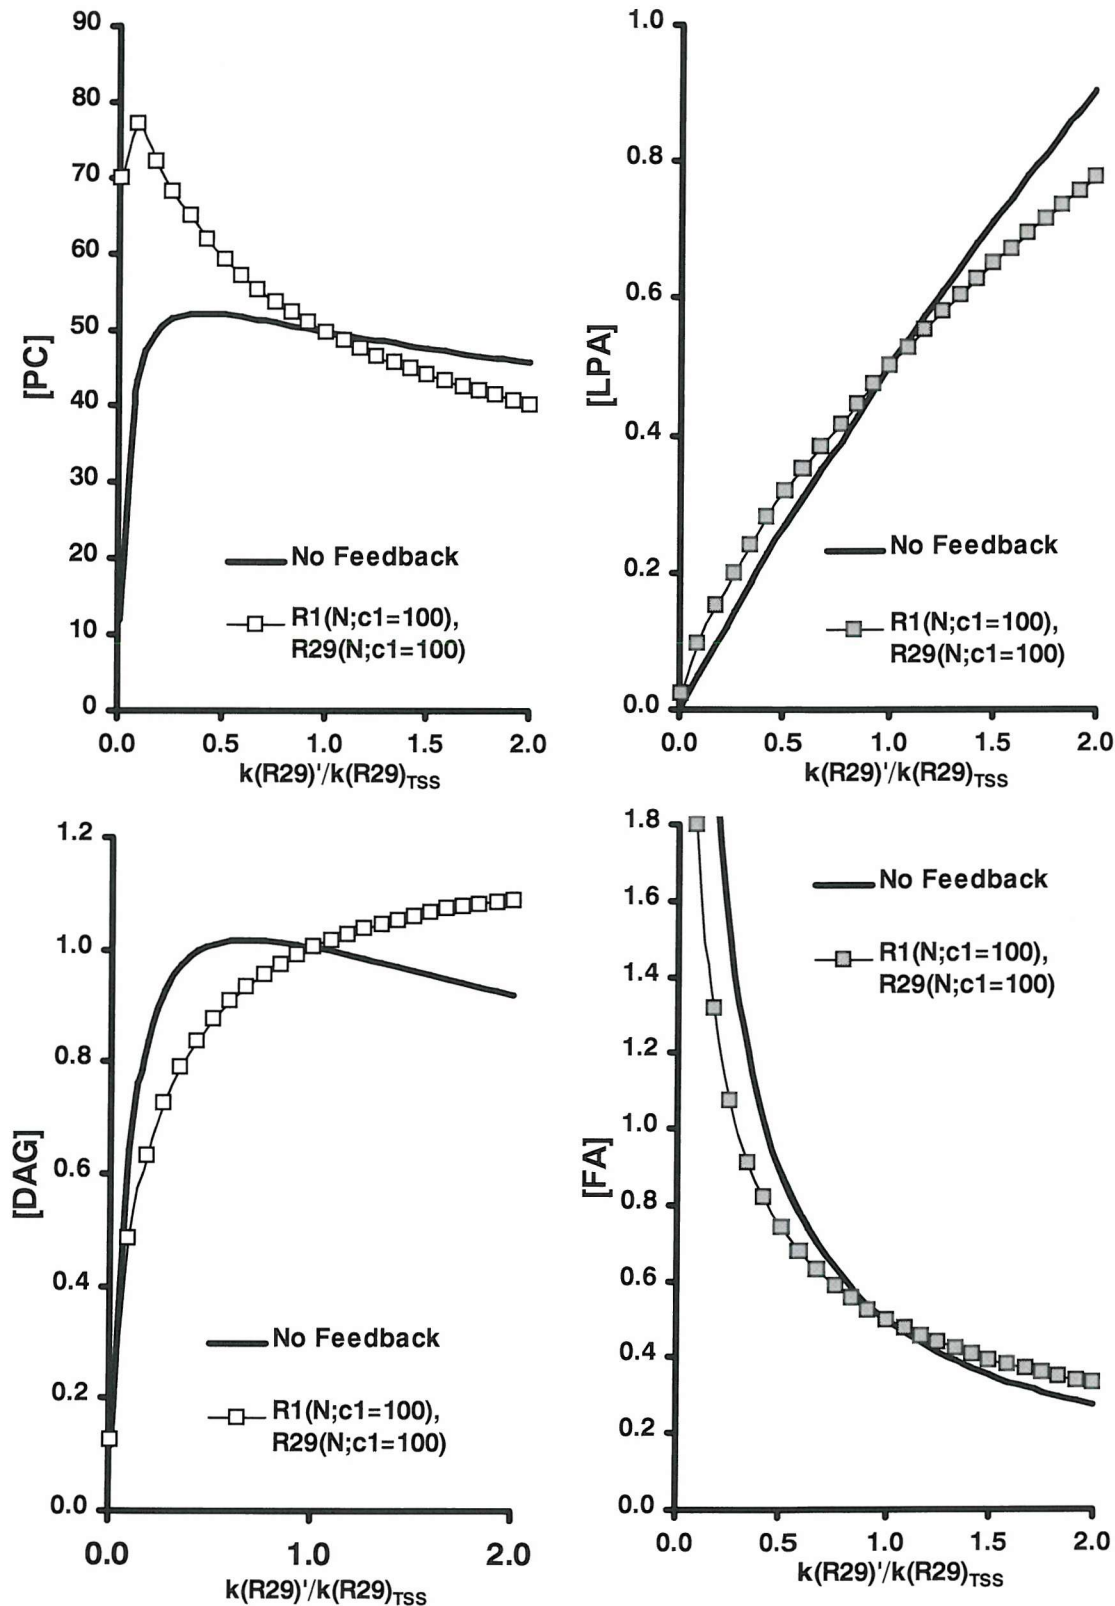 90
80
70
60
50
40
30
20
10
0
[PC]
No Feedback
R1(N;c1=100),
R29(N;c1=100)
0.0 0.5 1.0 1.5 2.0
k(R29)'/k(R29)TSS
1.0
0.8
0.6
0.4
0.2
0.0
[LPA]
No Feedback
R1(N;c1=100),
R29(N;c1=100)
0.0 0.5 1.0 1.5 2.0
k(R29)'/k(R29)TSS
1.2
1.0
0.8
0.6
0.4
0.2
0.0
[DAG]
No Feedback
R1(N;c1=100),
R29(N;c1=100)
0.0 1.0 2.0
k(R29)'/k(R29)TSS
1.8
1.6
1.4
1.2
1.0
0.8
0.6
0.4
0.2
0.0
[FA]
No Feedback
R1(N;c1=100),
R29(N;c1=100)
0.0 0.5 1.0 1.5 2.0
k(R29)'/k(R29)TSS